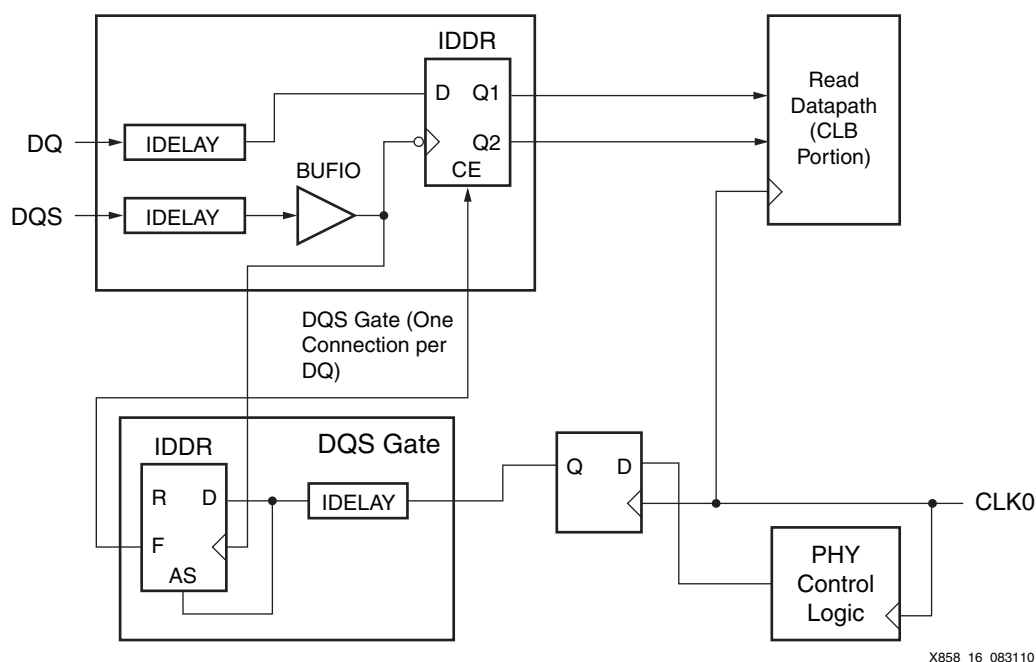 IDDR
D Q1
Q2
CE
DQ
IDELAY
BUFIO
DQS
IDELAY
Read
Datapath
(CLB
Portion)
DQS Gate (One
Connection per
DQ)
DQS Gate
IDDR
R D
F
AS
IDELAY
Q D
CLK0
PHY
Control
Logic
X858_16_083110